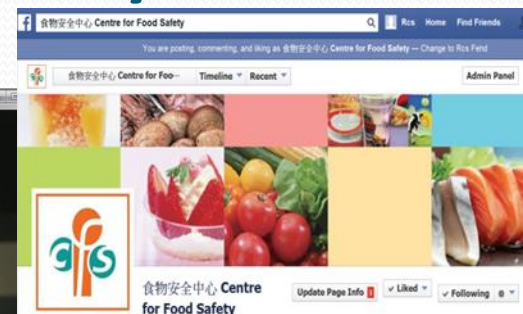 食物安全中心 Centre for Food Safety
Rcs Home Find Friends
You are posting, commenting, and liking as 食物安全中心 Centre for Food Safety — Change to Rcs Fend
食物安全中心 Centre for Foo··· Timeline Recent Admin Panel
cfs
食物安全中心 Centre for Food Safety
Update Page Info Liked Following